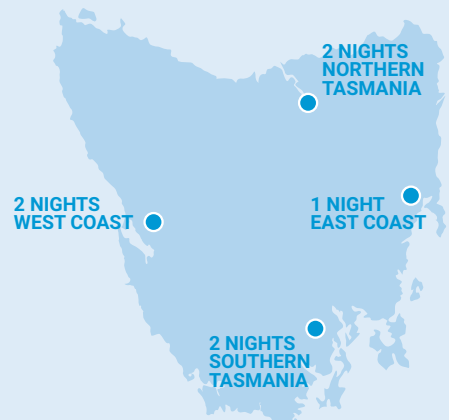 2 NIGHTS
NORTHERN
TASMANIA
2 NIGHTS
WEST COAST
1 NIGHT
EAST COAST
2 NIGHTS
SOUTHERN
TASMANIA